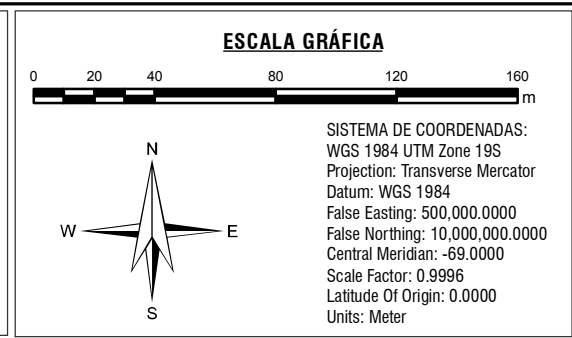 ESCALA GRÁFICA
0 20 40 80 120 160
m
N
W E
S
SISTEMA DE COORDENADAS:
WGS 1984 UTM Zone 19S
Projection: Transverse Mercator
Datum: WGS 1984
False Easting: 500,000.0000
False Northing: 10,000,000.0000
Central Meridian: -69.0000
Scale Factor: 0.9996
Latitude Of Origin: 0.0000
Units: Meter